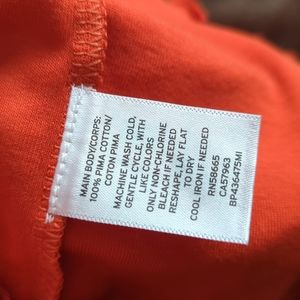 MAIN BODY/CORPS:
100% PIMA COTTON/
COTON PIMA
MACHINE WASH COLD,
GENTLE CYCLE, WITH
LIKE COLORS
ONLY NON-CHLORINE
BLEACH IF NEEDED
RESHAPE, LAY FLAT
TO DRY
COOL IRON IF NEEDED
RN58665
CA57963
BP436475MI